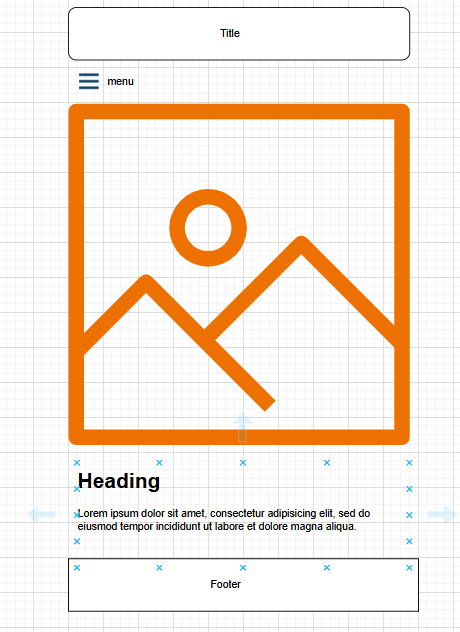 Title
menu
Heading
Lorem ipsum dolor sit amet, consectetur adipisicing elit, sed do
eiusmod tempor incididunt ut labore et dolore magna aliqua.
Footer